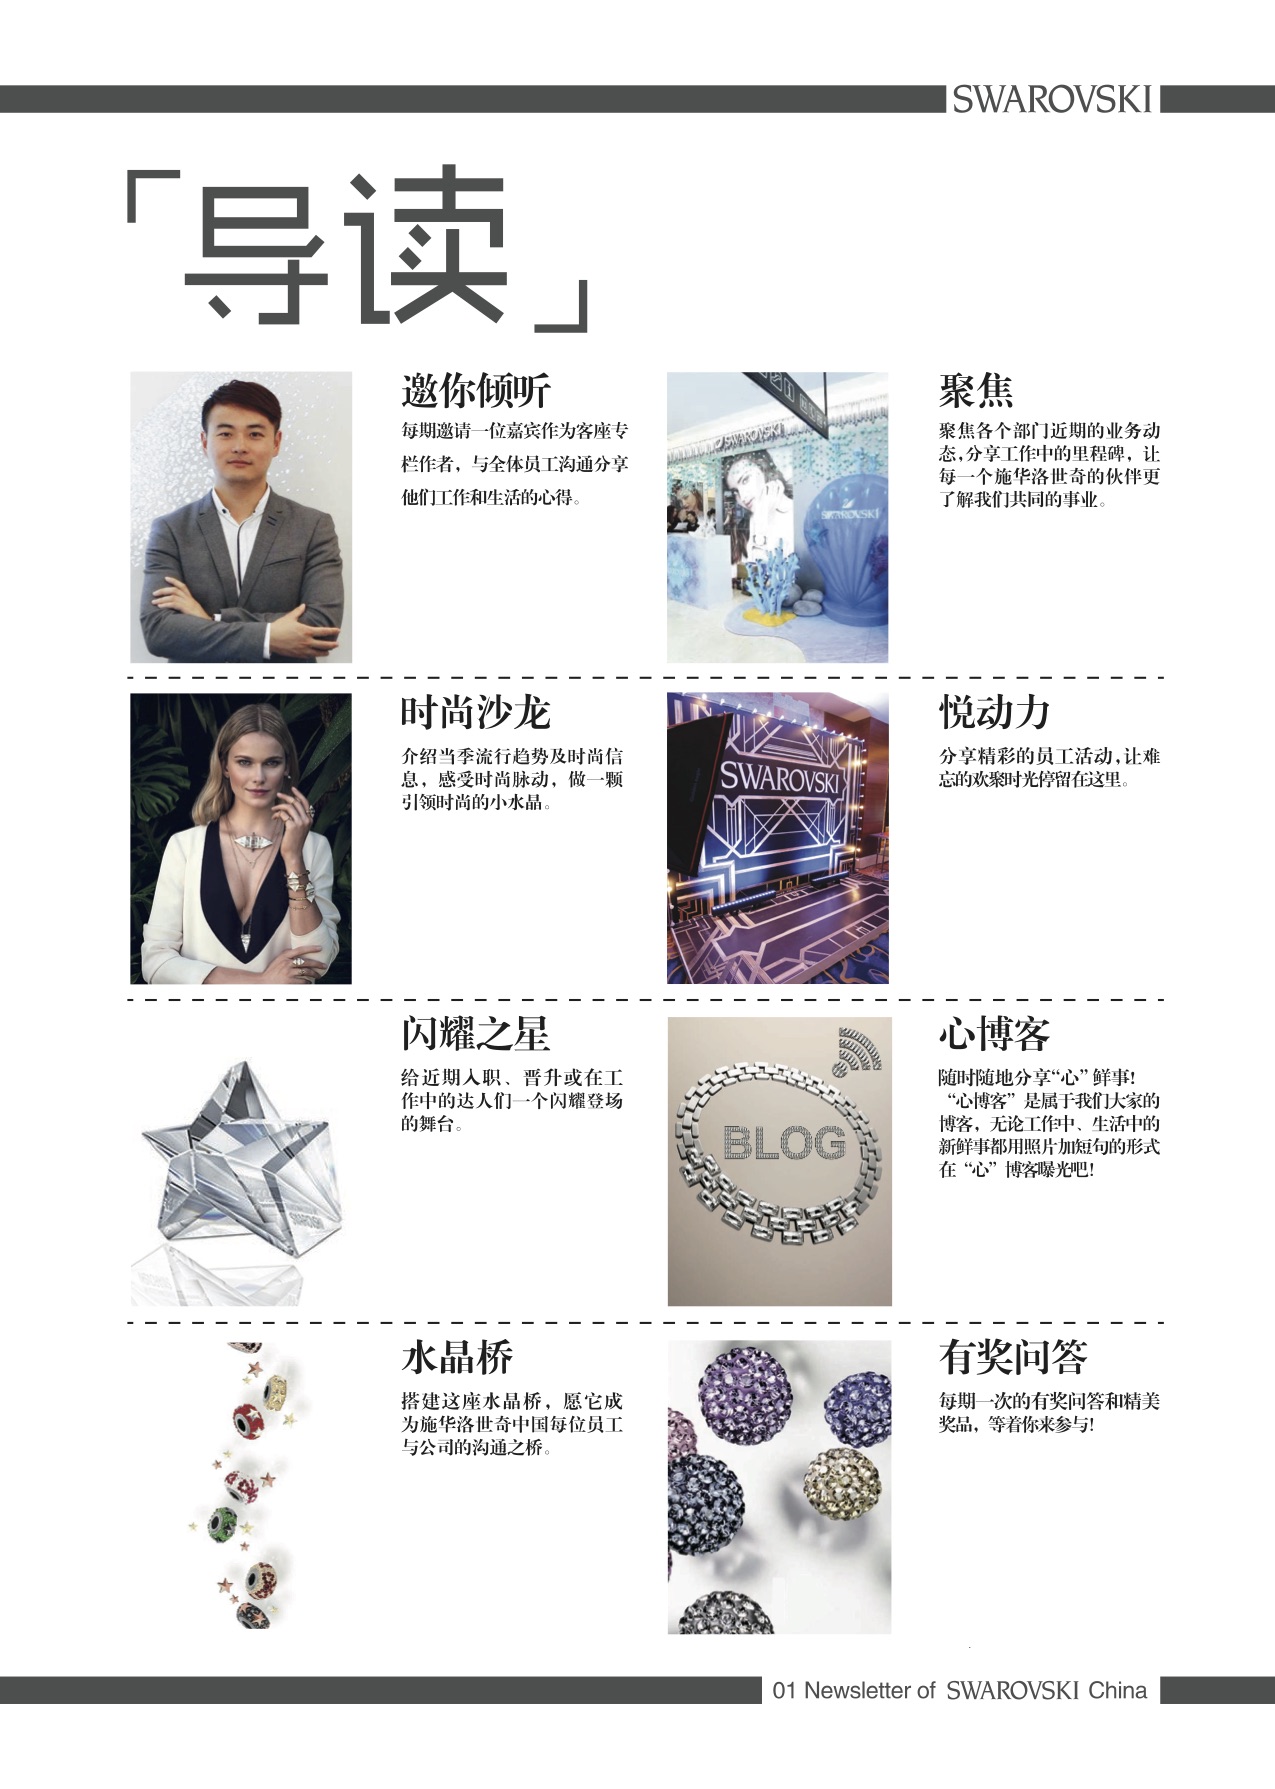 SWAROVSKI
「导读」
邀你倾听
每期邀请一位嘉宾作为客座专
栏作者，与全体员工沟通分享
他们工作和生活的心得。
SWAROVSKI
SWAROVSKI
聚焦
聚焦各个部门近期的业务动
态，分享工作中的里程碑，让
每一个施华洛世奇的伙伴更
了解我们共同的事业。
时尚沙龙
介绍当季流行趋势及时尚信
息，感受时尚脉动，做一颗
引领时尚的小水晶。
SWAROVSKI
悦动力
分享精彩的员工活动，让难
忘的欢聚时光停留在这里。
SWAROVSKI
闪耀之星
给近期入职、晋升或在工
作中的达人们一个闪耀登场
的舞台。
BLOG
心博客
随时随地分享“心”鲜事！
“心博客”是属于我们大家的
博客，无论工作中、生活中的
新鲜事都用照片加短句的形式
在“心”博客曝光吧！
水晶桥
搭建这座水晶桥，愿它成
为施华洛世奇中国每位员工
与公司的沟通之桥。
有奖问答
每期一次的有奖问答和精美
奖品，等着你来参与！
01 Newsletter of SWAROVSKI China